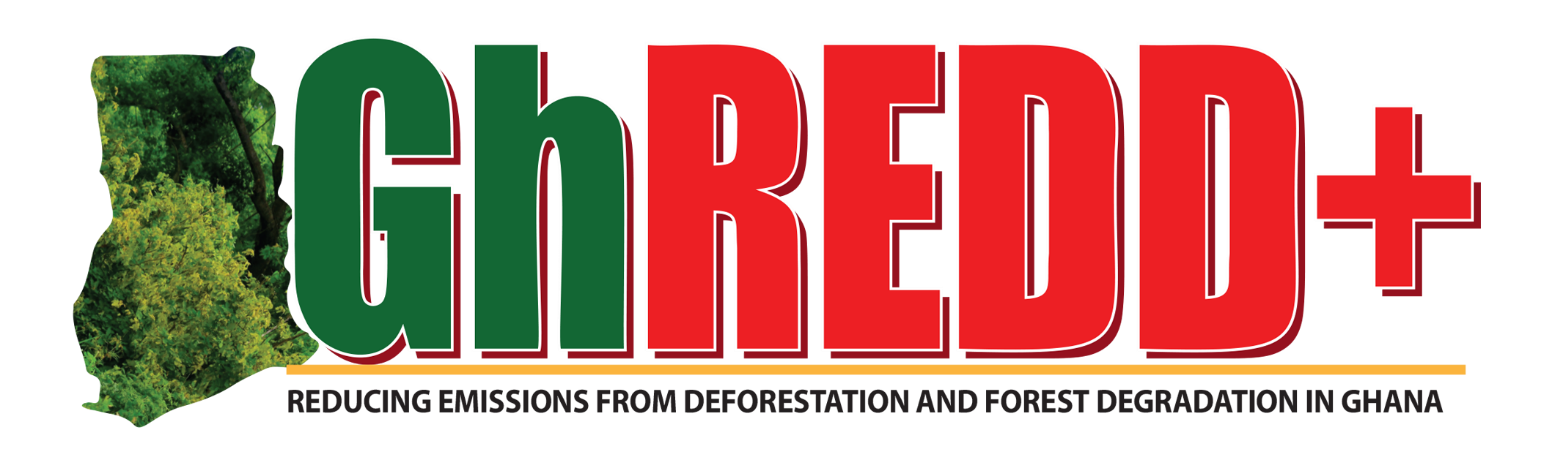 GhREDD+
REDUCING EMISSIONS FROM DEFORESTATION AND FOREST DEGRADATION IN GHANA